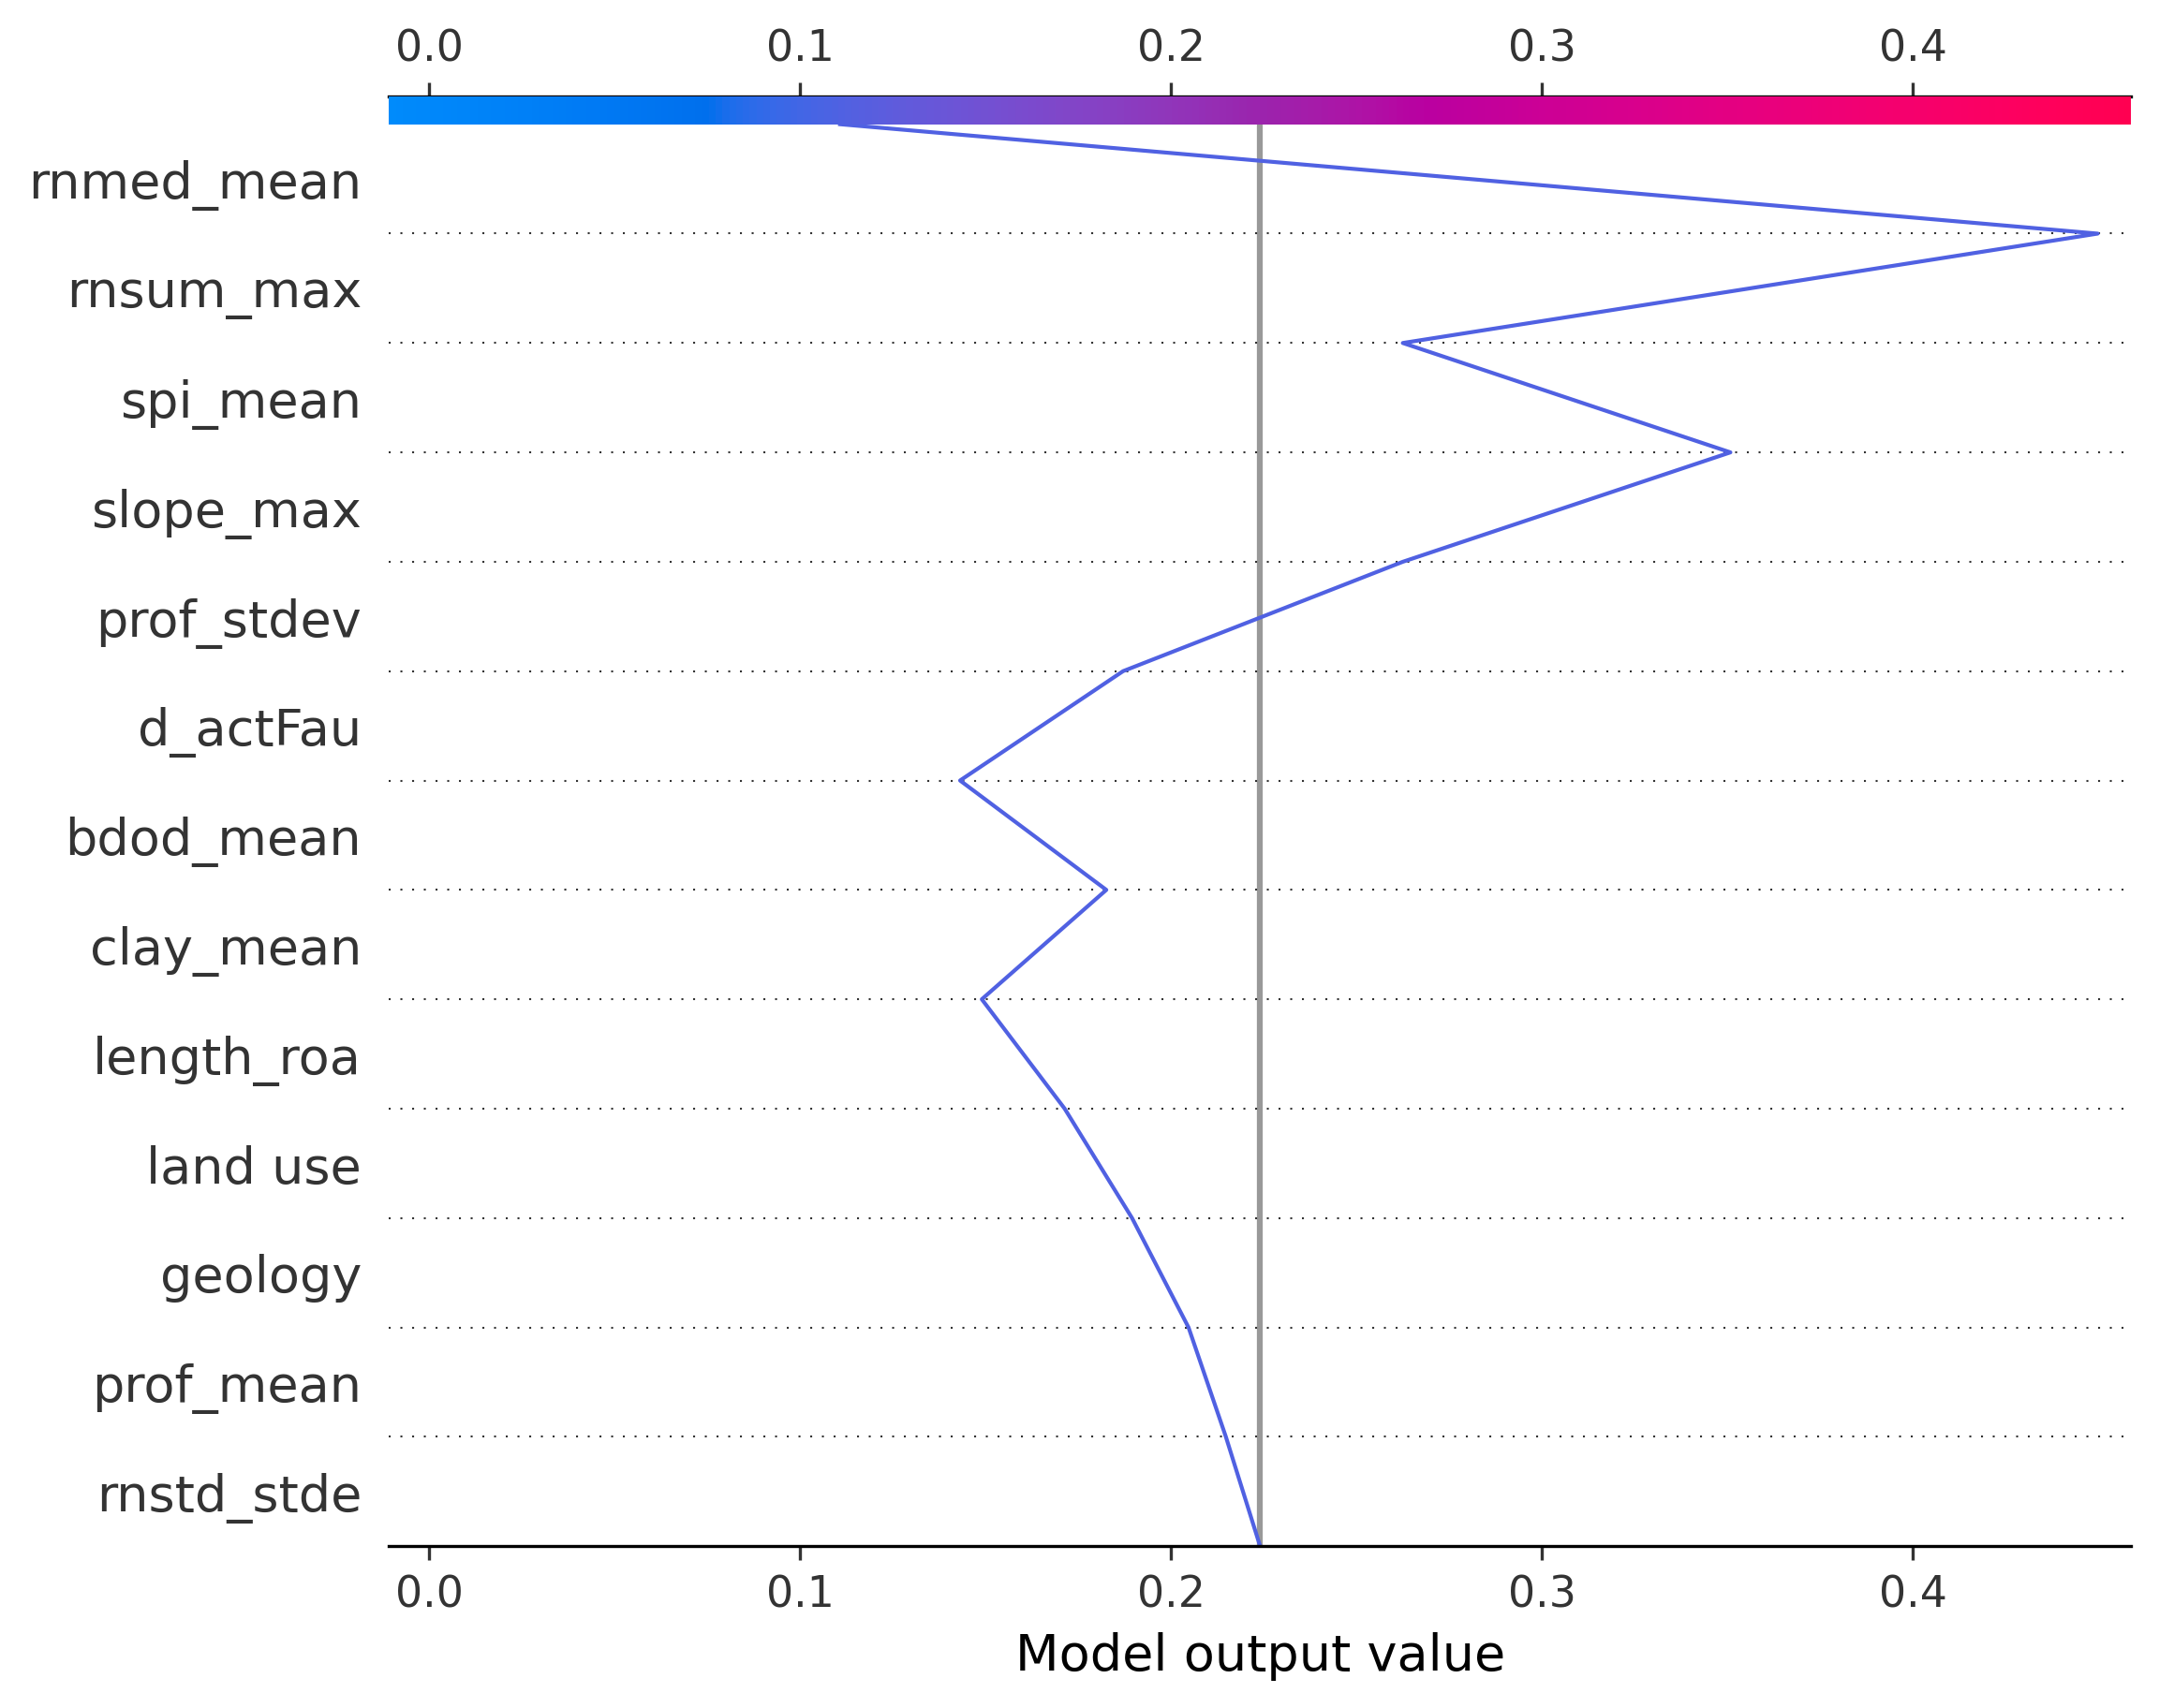 0.0 0.1 0.2 0.3 0.4
rnmed_mean
rnsum_max
spi_mean
slope_max
prof_stdev
d_actFau
bdod_mean
clay_mean
length_roa
land use
geology
prof_mean
rnstd_stde
0.0 0.1 0.2 0.3 0.4
Model output value